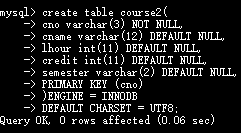 mysql> create table course2(
-> cno varchar(3) NOT NULL,
-> cname varchar(12) DEFAULT NULL,
-> lhour int(11) DEFAULT NULL,
-> credit int(11) DEFAULT NULL,
-> semester varchar(2) DEFAULT NULL,
-> PRIMARY KEY (cno)
-> )ENGINE = INNODB
-> DEFAULT CHARSET = UTF8;
Query OK, 0 rows affected (0.06 sec)